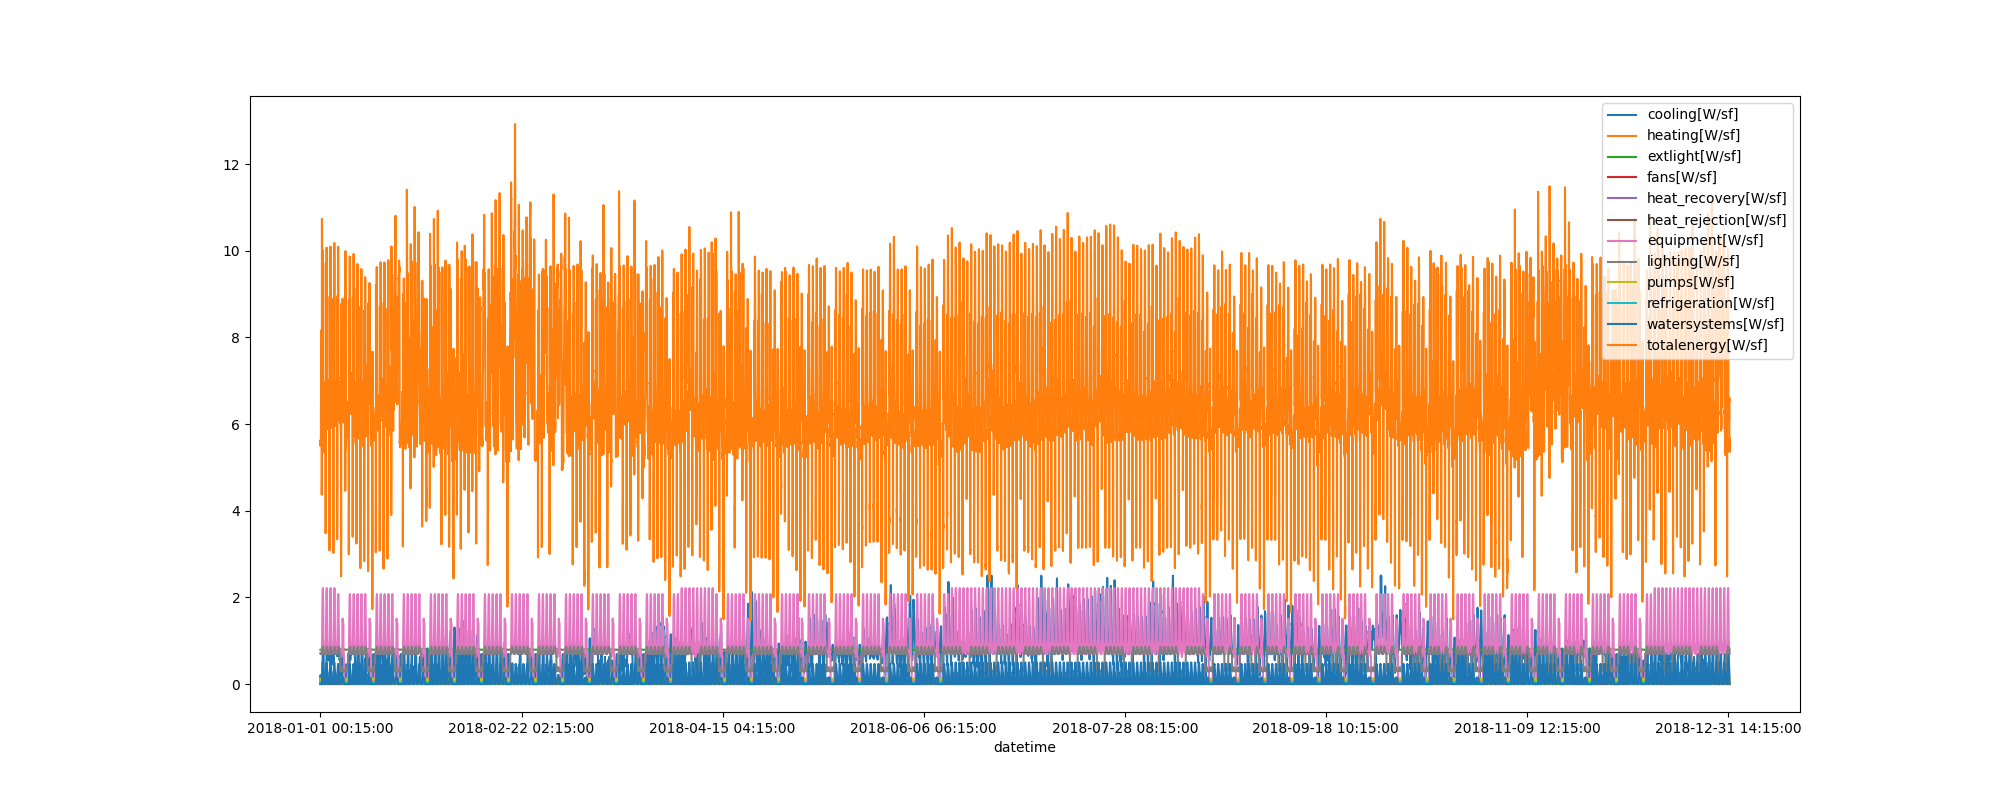 12
10
8
6
4
2
0
cooling[W/sf]
heating[W/sf]
extlight[W/sf]
fans[W/sf]
heat_recovery[W/sf]
heat_rejection[W/sf]
equipment[W/sf]
lighting[W/sf]
pumps[W/sf]
refrigeration[W/sf]
watersystems[W/sf]
totalenergy[W/sf]
2018-01-01 00:15:00 2018-02-22 02:15:00 2018-04-15 04:15:00 2018-06-06 06:15:00 2018-07-28 08:15:00 2018-09-18 10:15:00 2018-11-09 12:15:00 2018-12-31 14:15:00
datetime